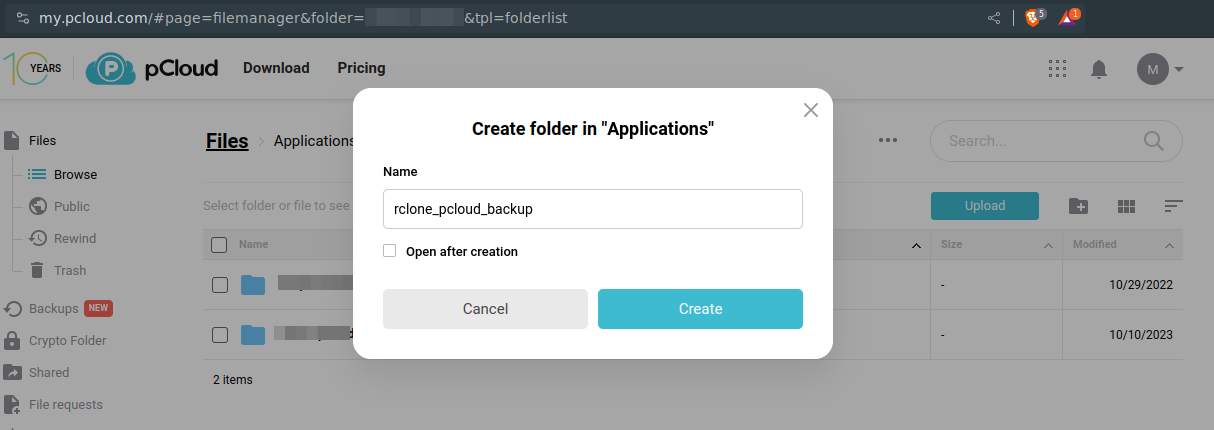 my.pcloud.com/#page=filemanager&folder= &tpl=folderlist
5
1
10 YEARS
pCloud
Download
Pricing
M
Create folder in "Applications"
Files
Files
Applications
Search...
Browse
Name
Public
Select folder or file to see
rclone_pcloud_backup
Upload
Rewind
Name
Size
Modified
Open after creation
Trash
-
10/29/2022
Backups NEW
Cancel
Create
Crypto Folder
-
10/10/2023
Shared
2 items
File requests